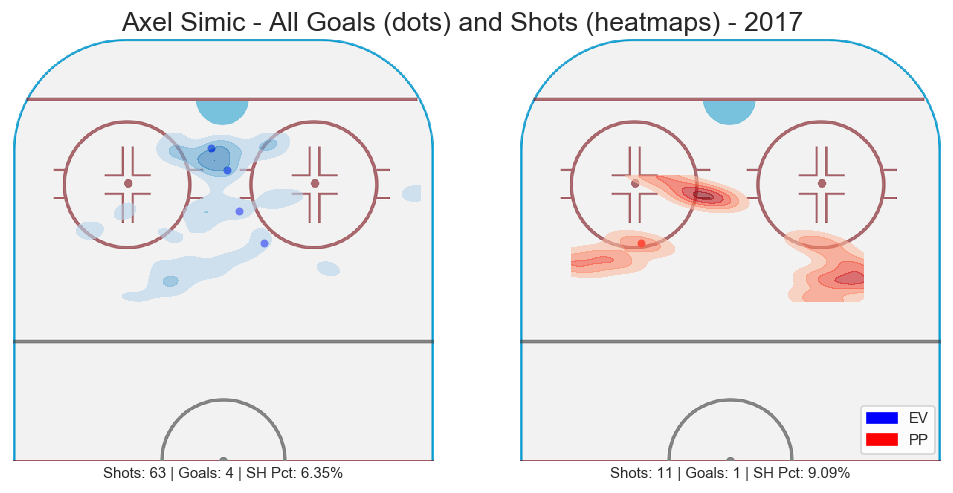 Axel Simic - All Goals (dots) and Shots (heatmaps) - 2017
EV
PP
Shots: 63 | Goals: 4 | SH Pct: 6.35%
Shots: 11 | Goals: 1 | SH Pct: 9.09%